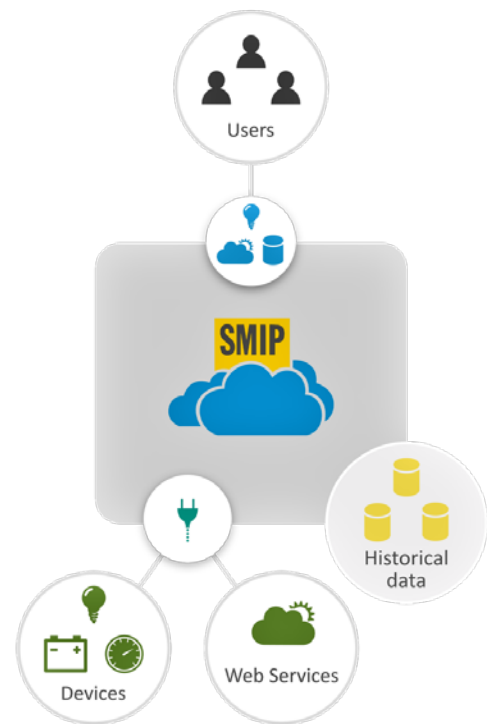 Users
SMIP
Historical
data
Devices
Web Services